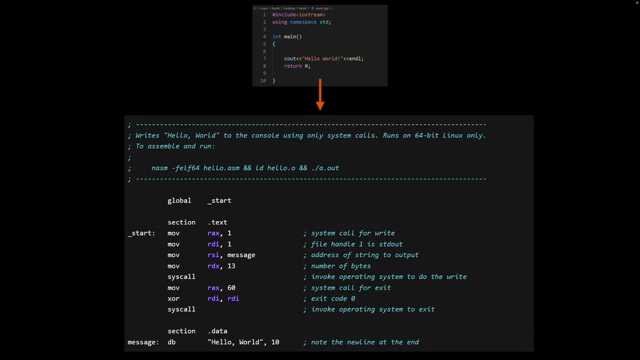 1 #include<iostream>
2 using namespace std;
3
4 int main()
5 {
6
7 cout<<"Hello World!"<<endl;
8 return 0;
9
10 }
; ----------------------------------------------------------------------------------------
; Writes "Hello, World" to the console using only system calls. Runs on 64-bit Linux only.
; To assemble and run:
;
; nasm -felf64 hello.asm && ld hello.o && ./a.out
; ----------------------------------------------------------------------------------------
global _start
section .text
_start: mov rax, 1 ; system call for write
mov rdi, 1 ; file handle 1 is stdout
mov rsi, message ; address of string to output
mov rdx, 13 ; number of bytes
syscall ; invoke operating system to do the write
mov rax, 60 ; system call for exit
xor rdi, rdi ; exit code 0
syscall ; invoke operating system to exit
section .data
message: db "Hello, World", 10 ; note the newline at the end